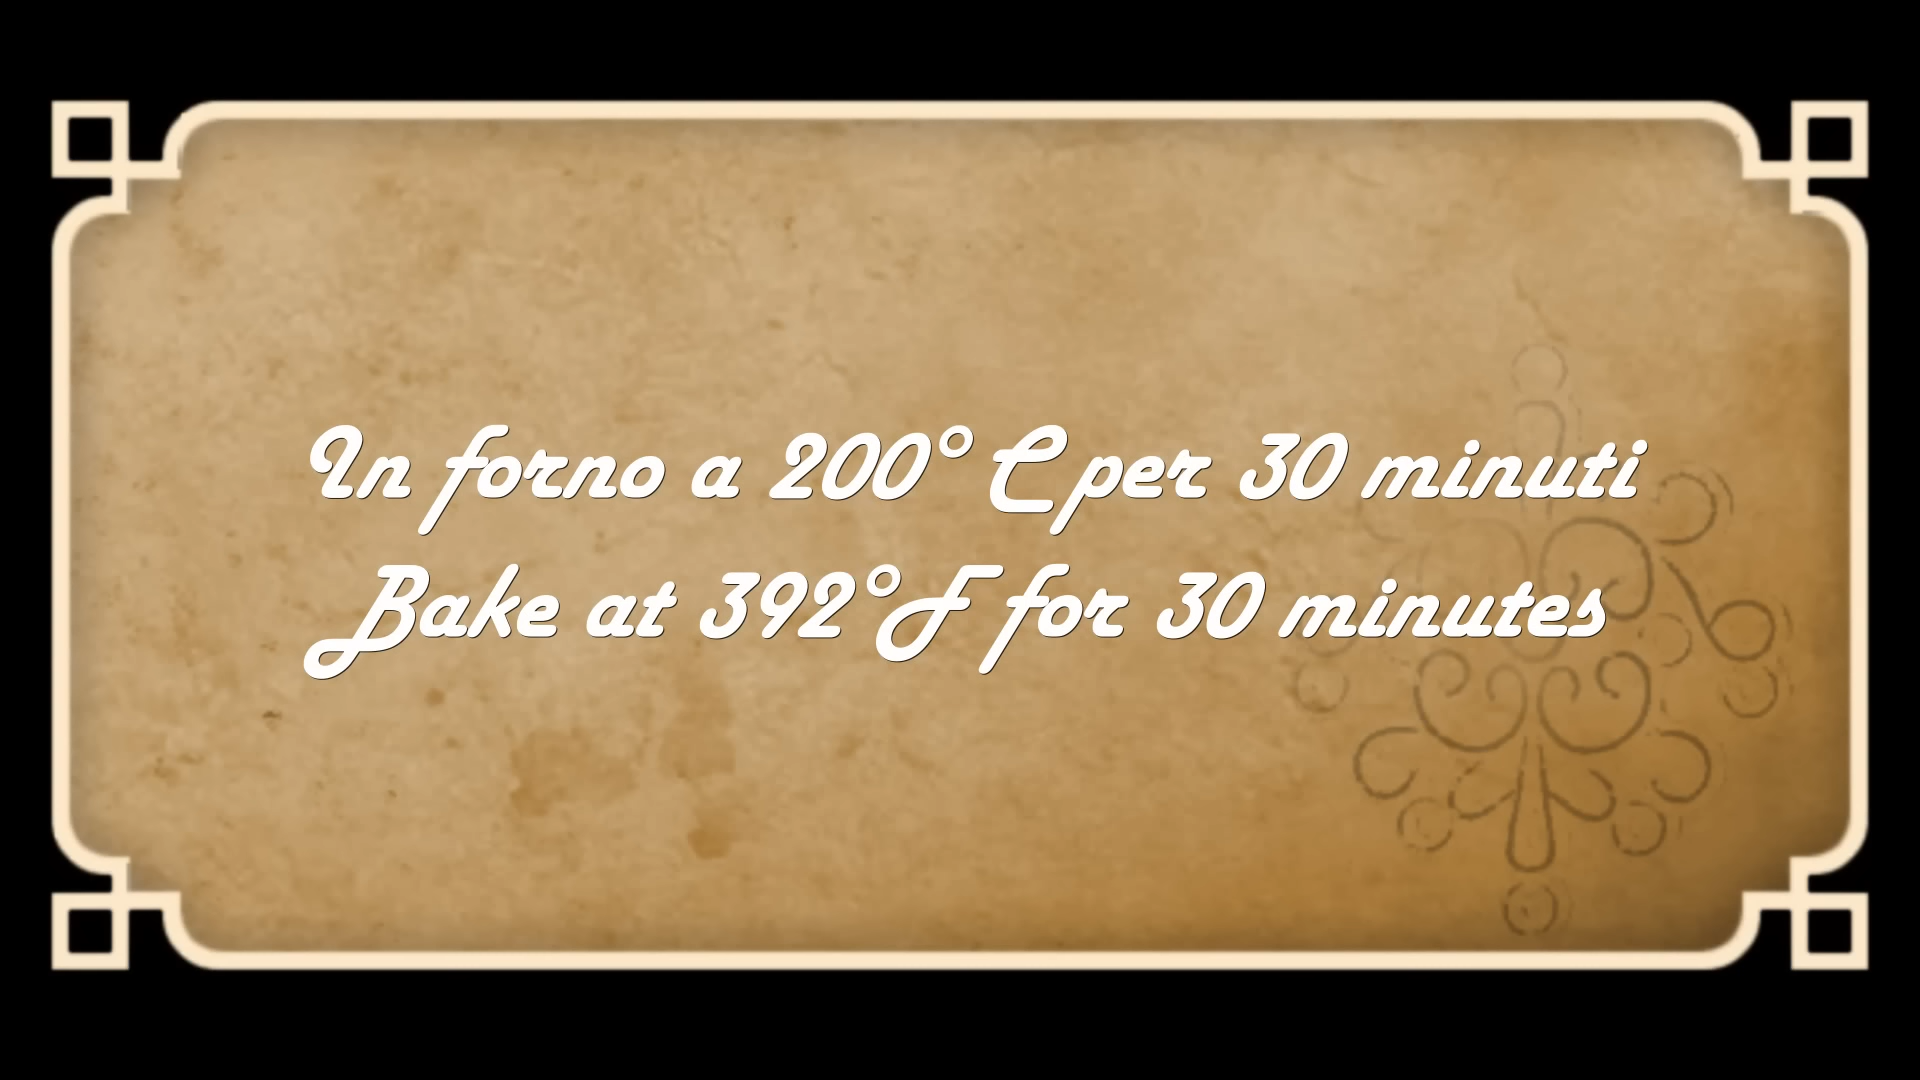 In forno a 200° C per 30 minuti
Bake at 392°F for 30 minutes